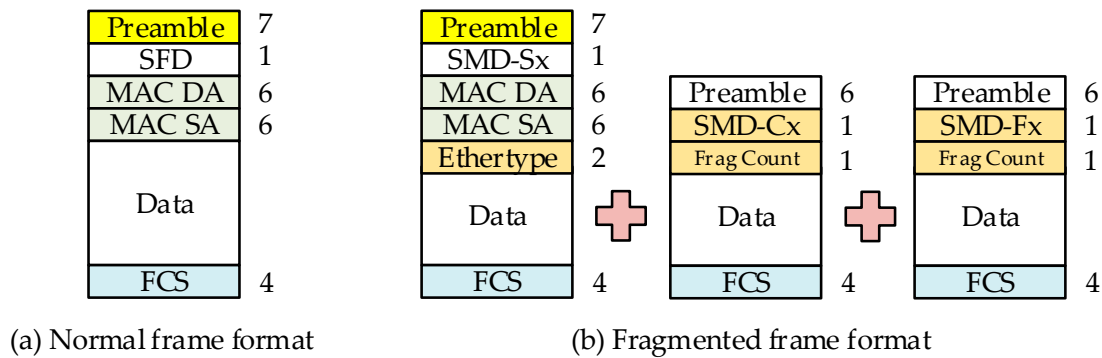 Preamble 7
SFD 1
MAC DA 6
MAC SA 6
Data
FCS 4
(a) Normal frame format
Preamble 7
SMD-Sx 1
MAC DA 6
MAC SA 6
Ethertype 2
Data
FCS 4
Preamble 6
SMD-Cx 1
Frag Count 1
Data
FCS 4
Preamble 6
SMD-Fx 1
Frag Count 1
Data
FCS 4
(b) Fragmented frame format